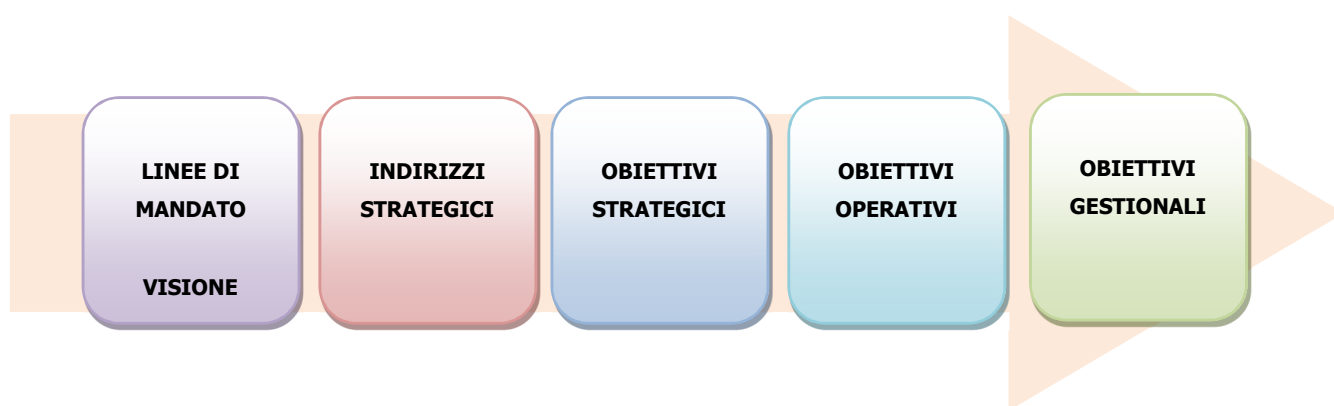 LINEE DI
MANDATO
VISIONE
INDIRIZZI
STRATEGICI
OBIETTIVI
STRATEGICI
OBIETTIVI
OPERATIVI
OBIETTIVI
GESTIONALI